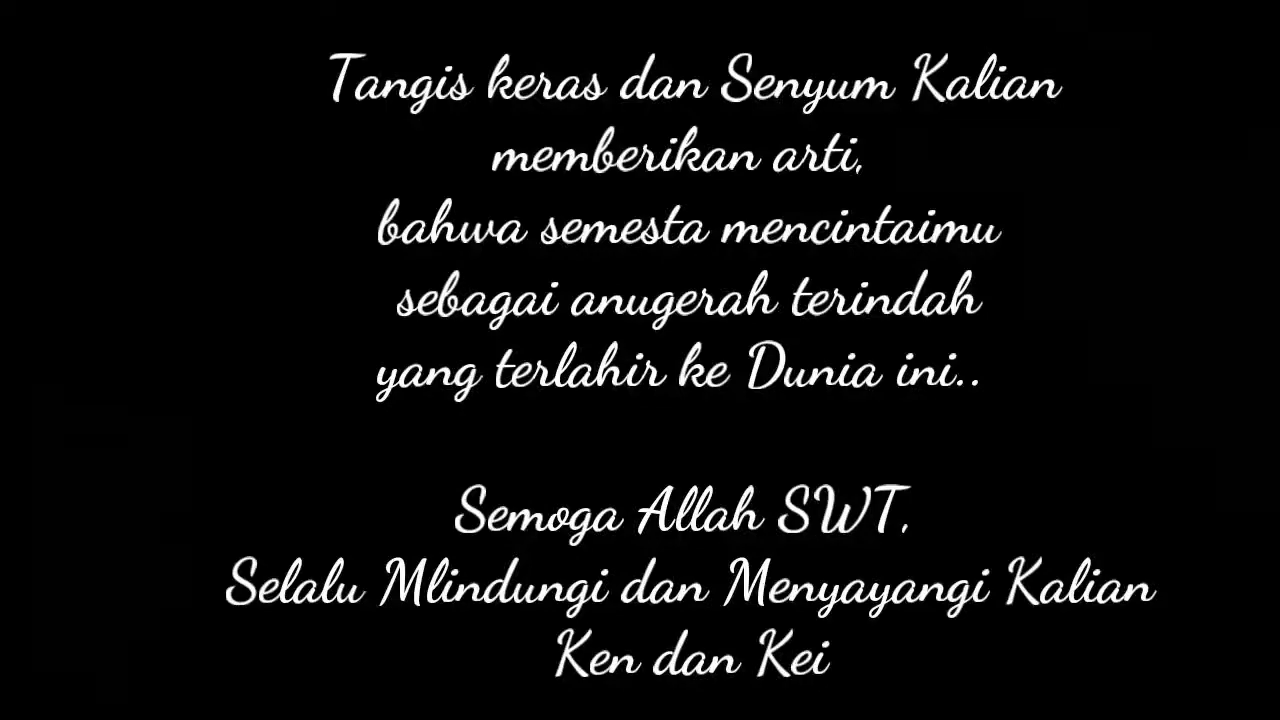 Tangis keras dan Senyum Kalian
memberikan arti,
bahwa semesta mencintaimu
sebagai anugerah terindah
yang terlahir ke Dunia ini..
Semoga Allah SWT,
Selalu Mlindungi dan Menyayangi Kalian
Ken dan Kei